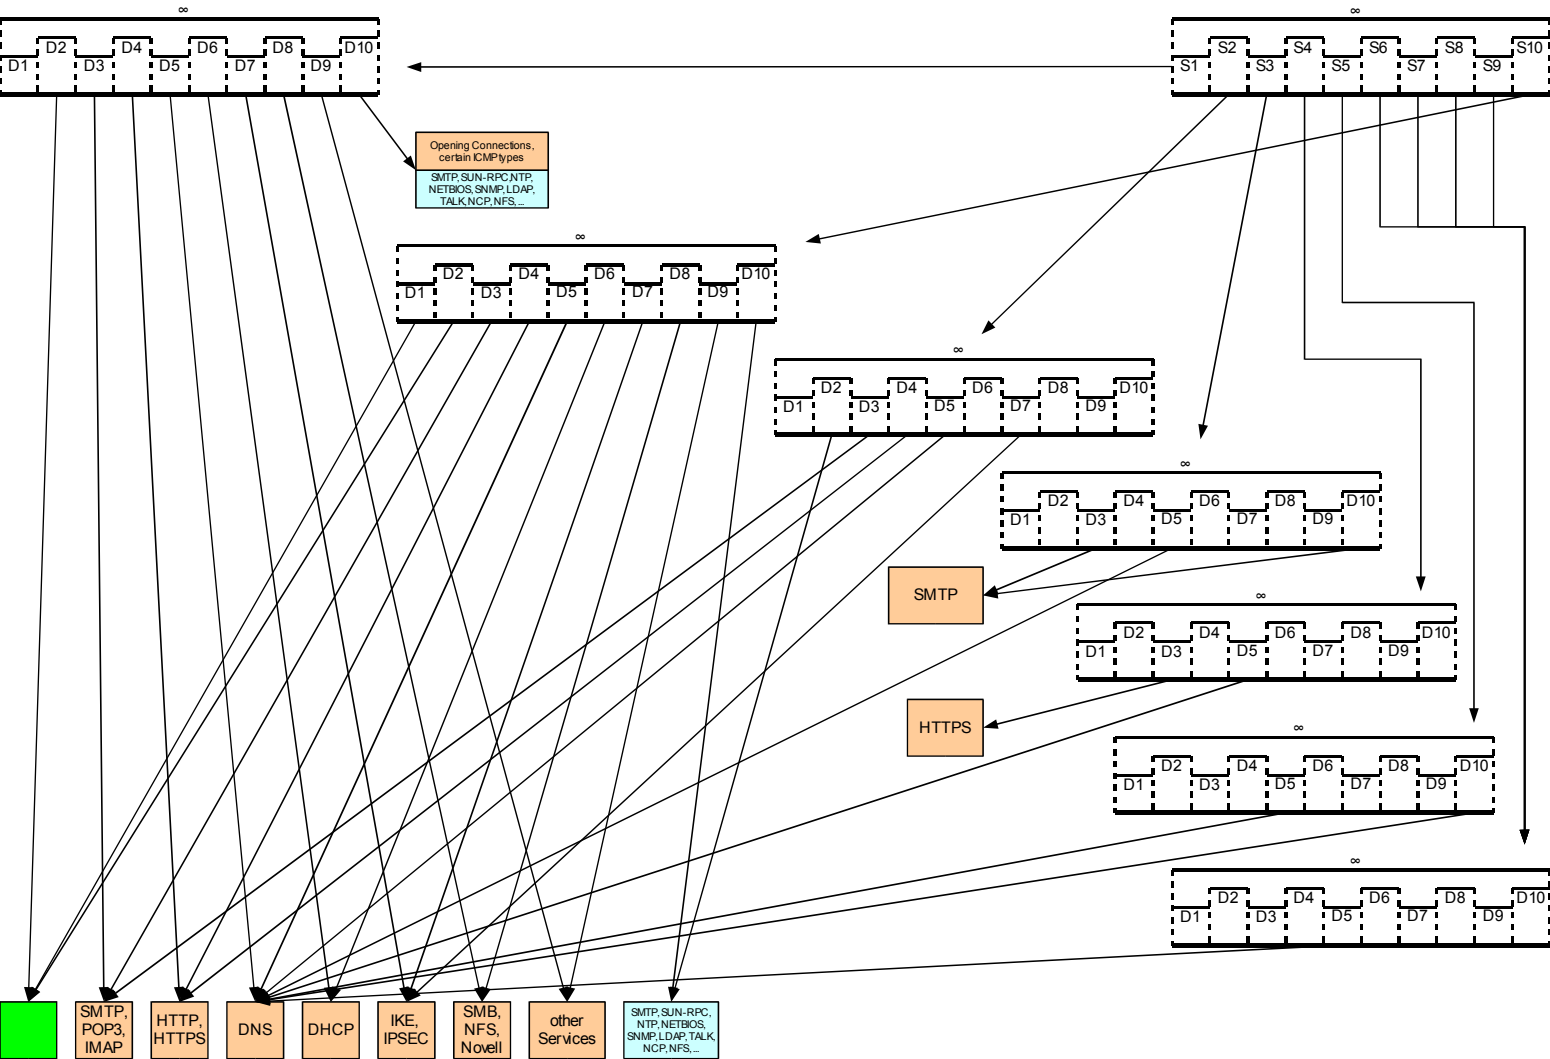 ∞
D1 D2 D3 D4 D5 D6 D7 D8 D9 D10
∞
S1 S2 S3 S4 S5 S6 S7 S8 S9 S10
Opening Connections,
certain ICMPtypes
SMTP, SUN-RPC,NTP,
NETBIOS, SNMP, LDAP,
TALK, NCP, NFS, ...
∞
D1 D2 D3 D4 D5 D6 D7 D8 D9 D10
∞
D1 D2 D3 D4 D5 D6 D7 D8 D9 D10
∞
D1 D2 D3 D4 D5 D6 D7 D8 D9 D10
SMTP
∞
D1 D2 D3 D4 D5 D6 D7 D8 D9 D10
HTTPS
∞
D1 D2 D3 D4 D5 D6 D7 D8 D9 D10
∞
D1 D2 D3 D4 D5 D6 D7 D8 D9 D10
SMTP,
POP3,
IMAP
HTTP,
HTTPS
DNS
DHCP
IKE,
IPSEC
SMB,
NFS,
Novell
other
Services
SMTP, SUN-RPC,
NTP, NETBIOS,
SNMP, LDAP, TALK,
NCP, NFS, ...